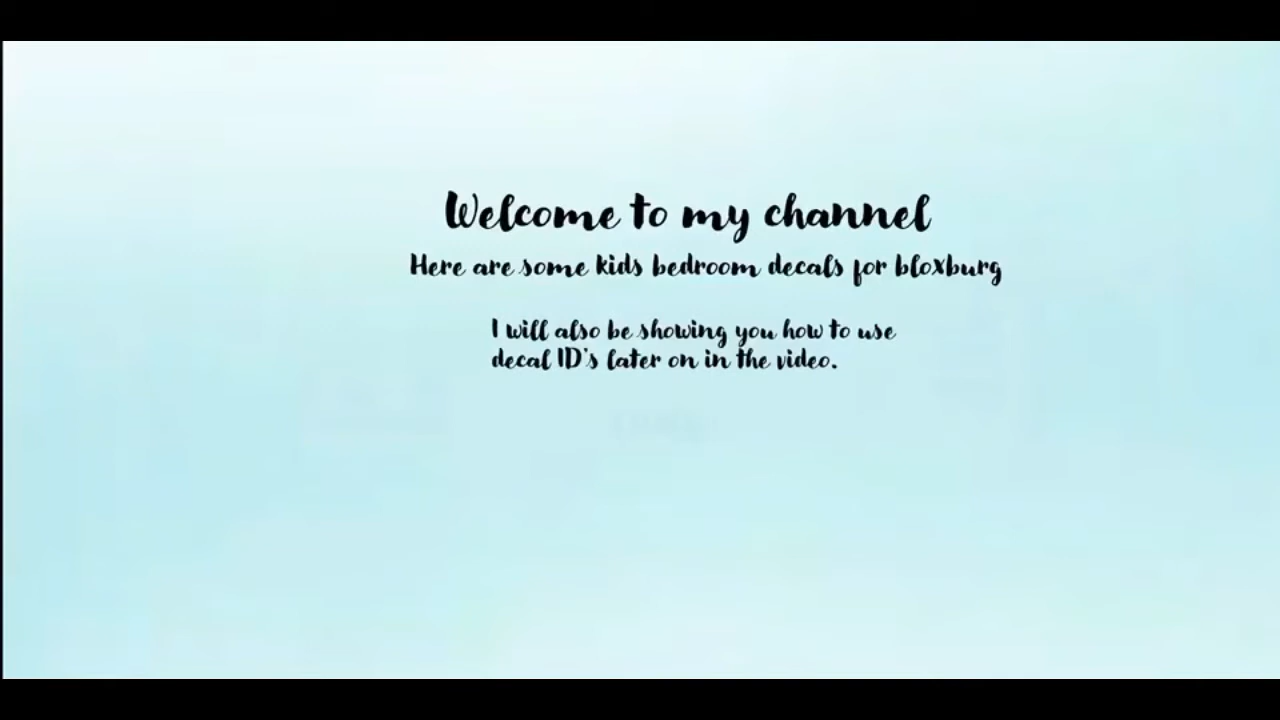 Welcome to my channel
Here are some kids bedroom decals for bloxburg
I will also be showing you how to use
decal ID's later on in the video.